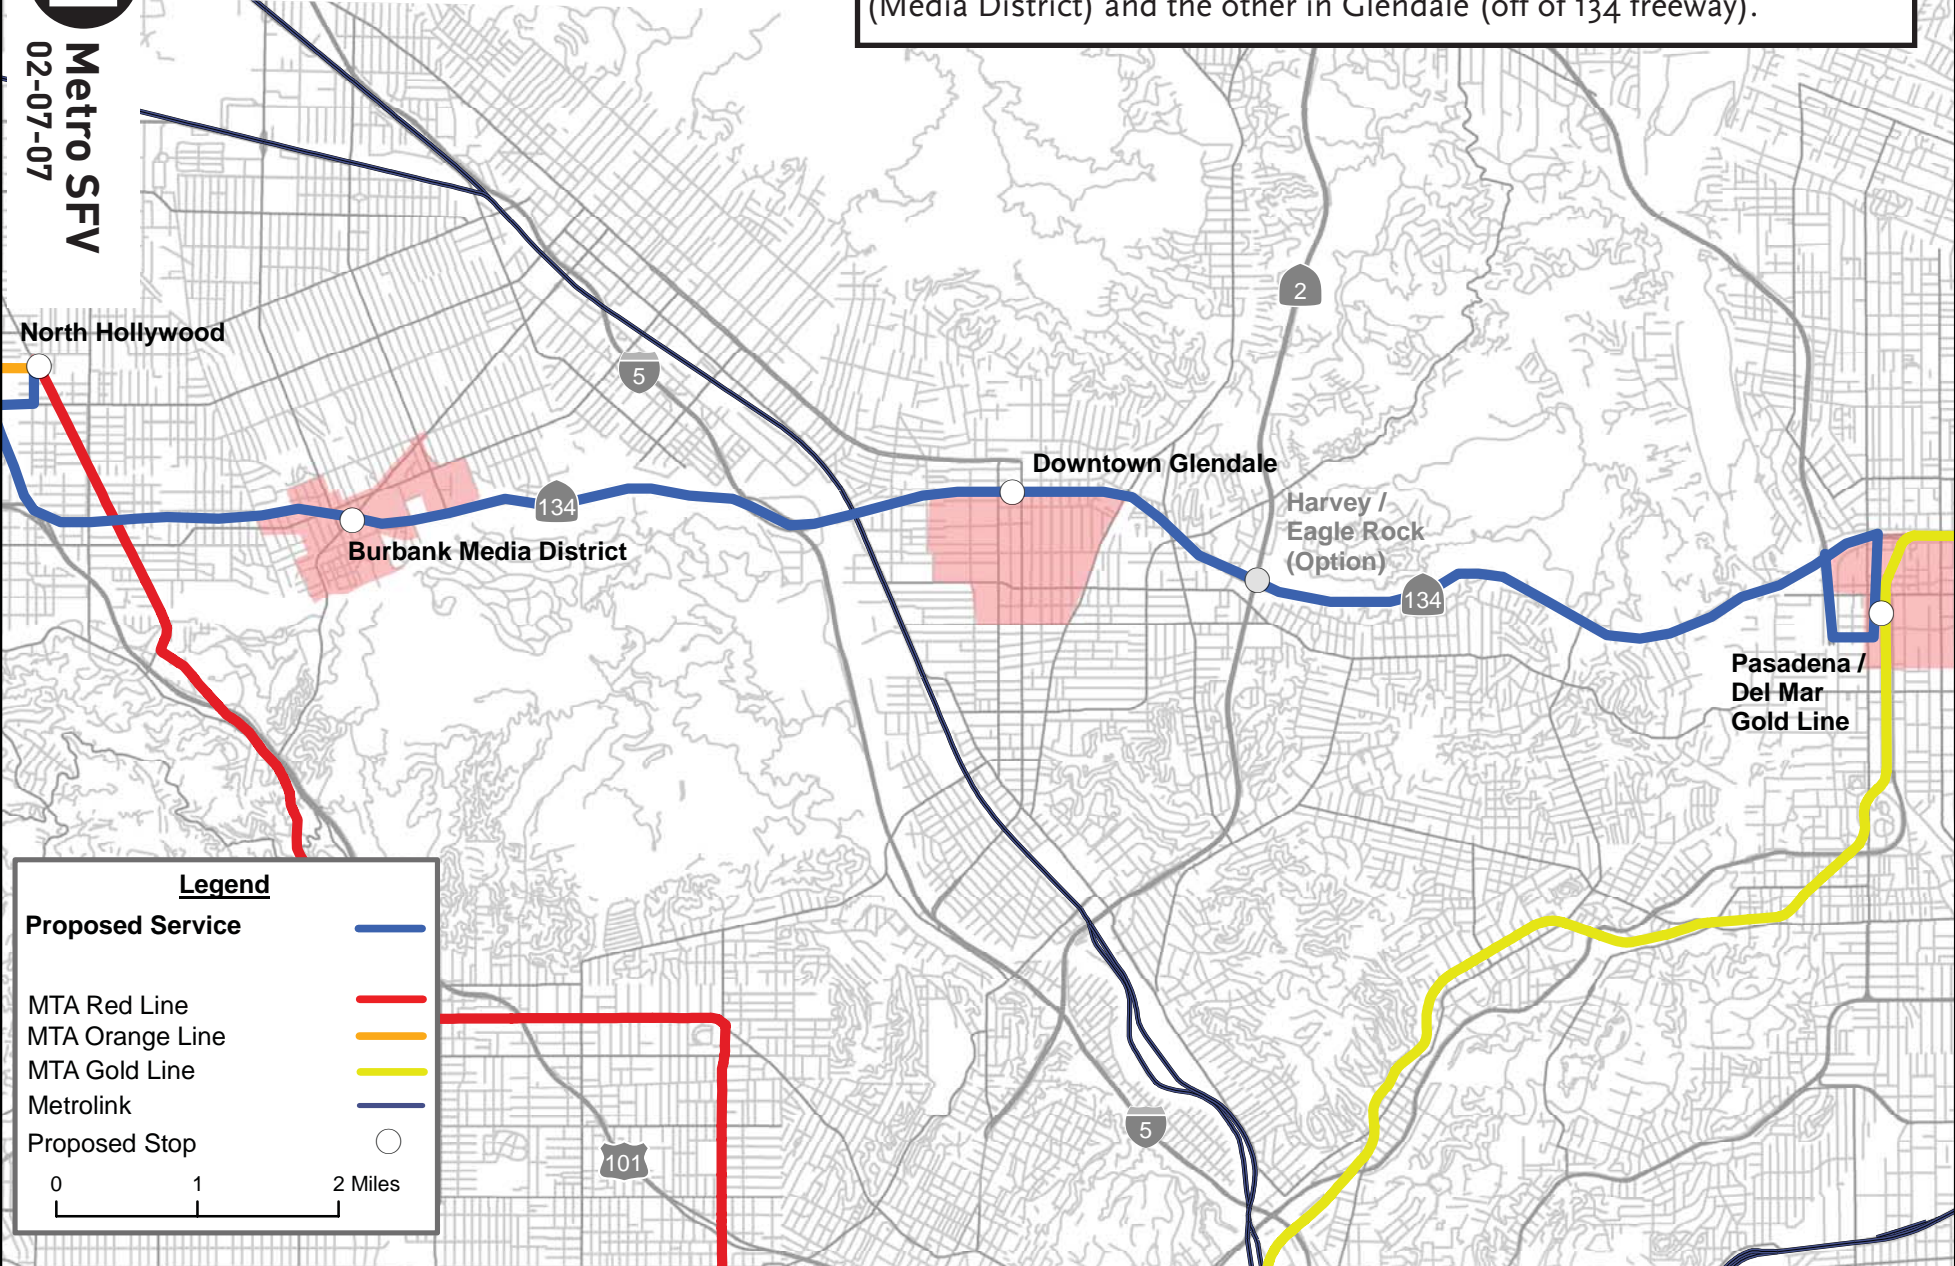 (Media District) and the other in Glendale (off of 134 freeway).
Metro SFV
02-07-07
2
North Hollywood
5
Downtown Glendale
134
Harvey /
Eagle Rock
(Option)
Burbank Media District
134
Pasadena /
Del Mar
Gold Line
Legend
Proposed Service
MTA Red Line
MTA Orange Line
MTA Gold Line
Metrolink
Proposed Stop
0 1 2 Miles
5
101